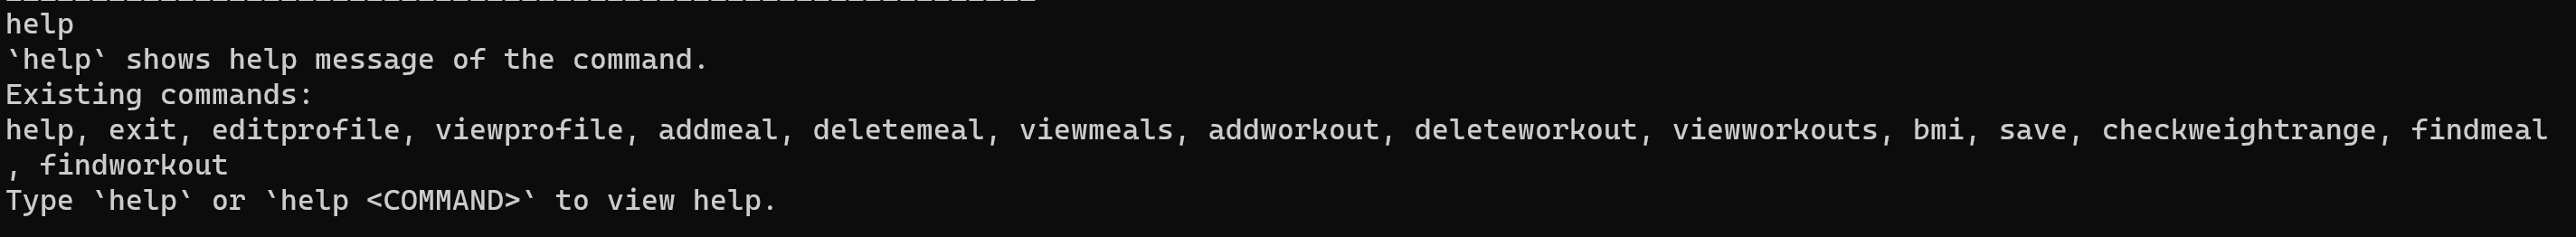 help
`help` shows help message of the command.
Existing commands:
help, exit, editprofile, viewprofile, addmeal, deletemeal, viewmeals, addworkout, deleteworkout, viewworkouts, bmi, save, checkweightrange, findmeal
, findworkout
Type `help` or `help <COMMAND>` to view help.